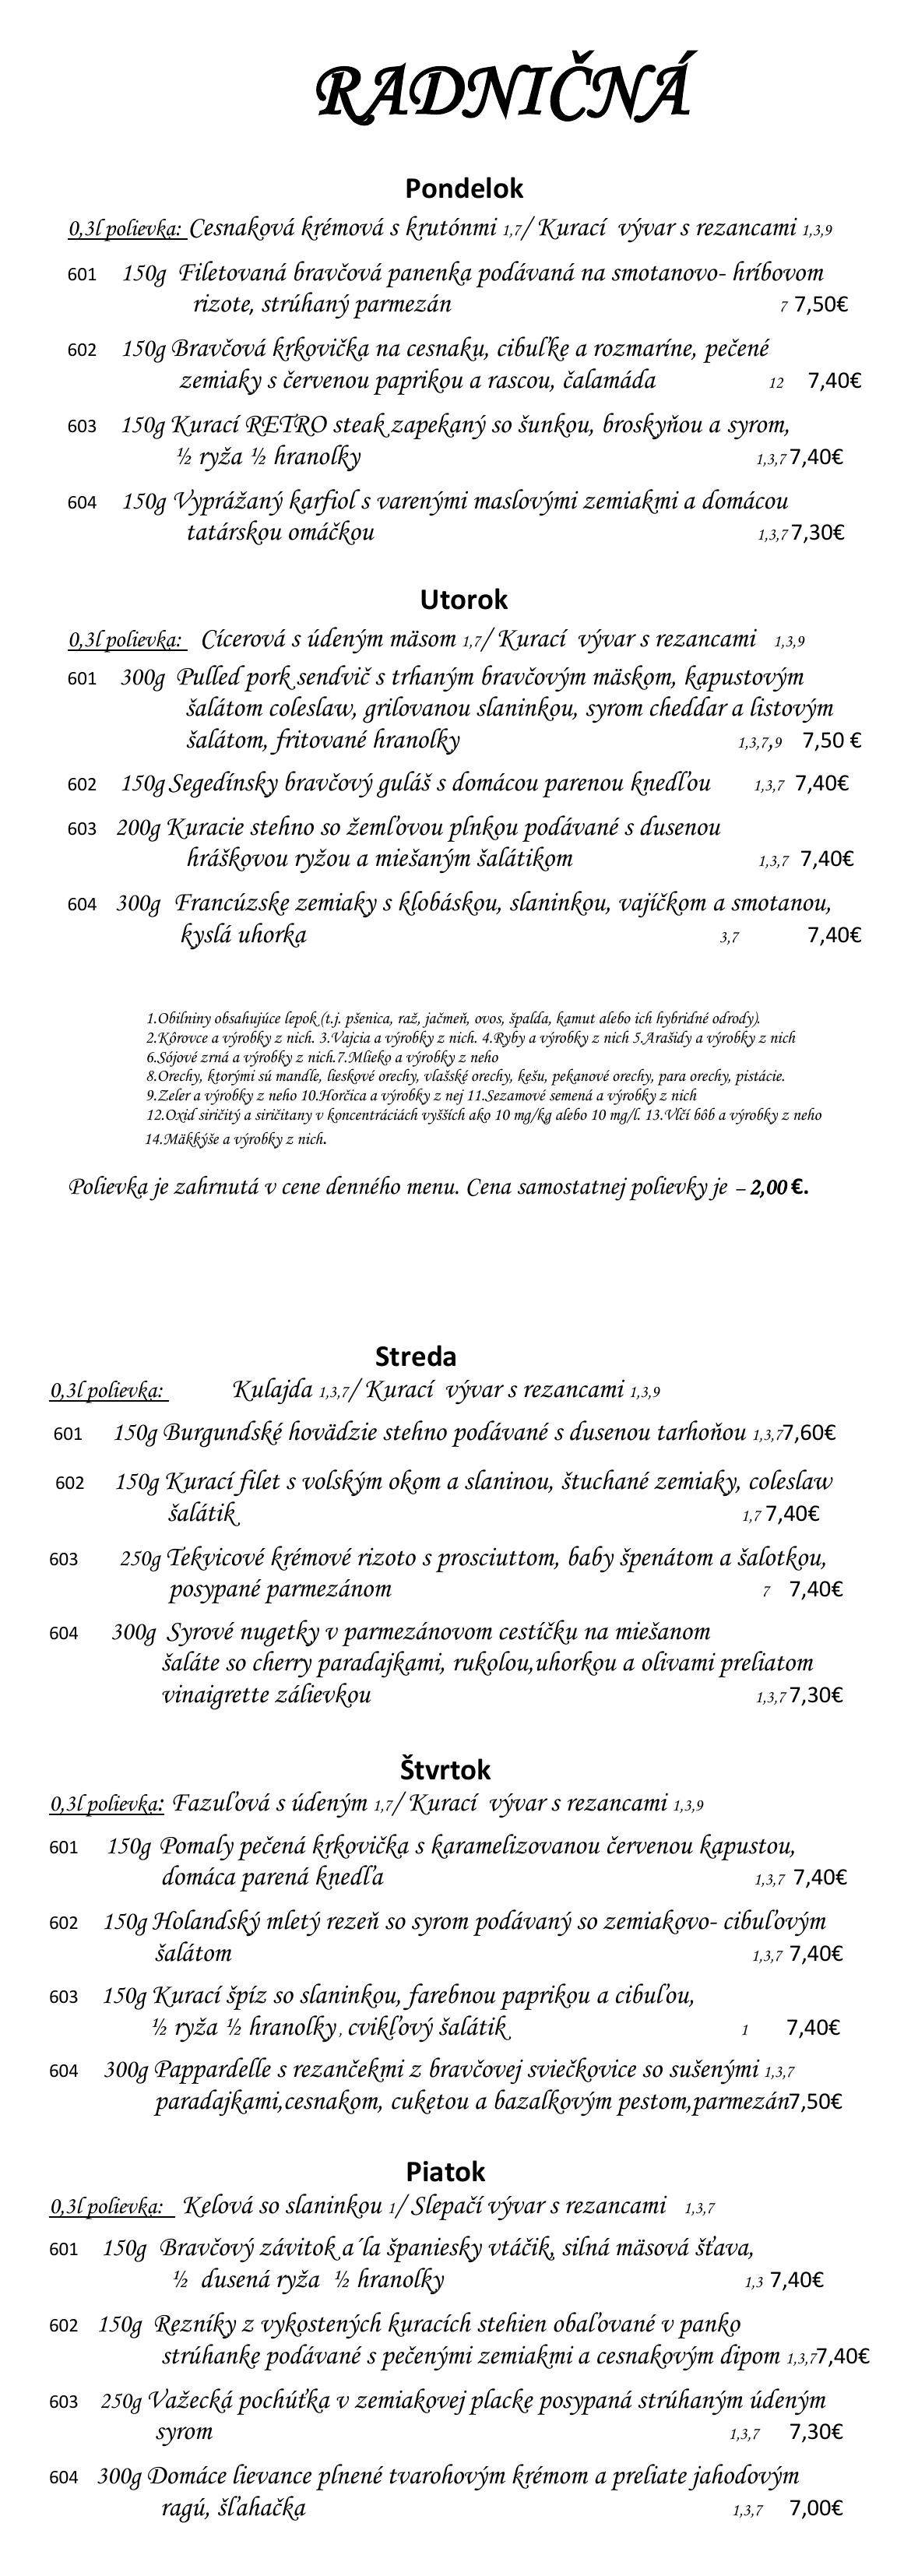 RADNIČNÁ
Pondelok
0,3l polievka: Cesnaková krémová s krutónmi 1,7/ Kurací vývar s rezancami 1,3,9
601 150g Filetovaná bravčová panenka podávaná na smotanovo- hríbovom
rizote, strúhaný parmezán 7 7,50€
602 150g Bravčová krkovička na cesnaku, cibuľke a rozmaríne, pečené
zemiaky s červenou paprikou a rascou, čalamáda 12 7,40€
603 150g Kurací RETRO steak zapekaný so šunkou, broskyňou a syrom,
½ ryža ½ hranolky 1,3,7 7,40€
604 150g Vyprážaný karfiol s varenými maslovými zemiakmi a domácou
tatárskou omáčkou 1,3,7 7,30€
Utorok
0,3l polievka: Cícerová s údeným mäsom 1,7/ Kurací vývar s rezancami 1,3,9
601 300g Pulled pork sendvič s trhaným bravčovým mäskom, kapustovým
šalátom coleslaw, grilovanou slaninkou, syrom cheddar a listovým
šalátom, fritované hranolky 1,3,7,9 7,50 €
602 150g Segedínsky bravčový guláš s domácou parenou knedľou 1,3,7 7,40€
603 200g Kuracie stehno so žemľovou plnkou podávané s dusenou
hráškovou ryžou a miešaným šalátikom 1,3,7 7,40€
604 300g Francúzske zemiaky s klobáskou, slaninkou, vajíčkom a smotanou,
kyslá uhorka 3,7 7,40€
1.Obilniny obsahujúce lepok (t.j. pšenica, raž, jačmeň, ovos, špalda, kamut alebo ich hybridné odrody).
2.Kôrovce a výrobky z nich. 3.Vajcia a výrobky z nich. 4.Ryby a výrobky z nich 5.Arašidy a výrobky z nich
6.Sójové zrná a výrobky z nich.7.Mlieko a výrobky z neho
8.Orechy, ktorými sú mandle, lieskové orechy, vlašské orechy, kešu, pekanové orechy, para orechy, pistácie.
9.Zeler a výrobky z neho 10.Horčica a výrobky z nej 11.Sezamové semená a výrobky z nich
12.Oxid siričitý a siričitany v koncentráciách vyšších ako 10 mg/kg alebo 10 mg/l. 13.Vlčí bôb a výrobky z neho
14.Mäkkýše a výrobky z nich.
Polievka je zahrnutá v cene denného menu. Cena samostatnej polievky je – 2,00 €.
Streda
0,3l polievka: Kulajda 1,3,7/ Kurací vývar s rezancami 1,3,9
601 150g Burgundské hovädzie stehno podávané s dusenou tarhoňou 1,3,7 7,60€
602 150g Kurací filet s volským okom a slaninou, štuchané zemiaky, coleslaw
šalátik 1,7 7,40€
603 250g Tekvicové krémové rizoto s prosciuttom, baby špenátom a šalotkou,
posypané parmezánom 7 7,40€
604 300g Syrové nugetky v parmezánovom cestíčku na miešanom
šaláte so cherry paradajkami, rukolou,uhorkou a olivami preliatom
vinaigrette zálievkou 1,3,7 7,30€
Štvrtok
0,3l polievka: Fazuľová s údeným 1,7/ Kurací vývar s rezancami 1,3,9
601 150g Pomaly pečená krkovička s karamelizovanou červenou kapustou,
domáca parená knedľa 1,3,7 7,40€
602 150g Holandský mletý rezeň so syrom podávaný so zemiakovo- cibuľovým
šalátom 1,3,7 7,40€
603 150g Kurací špíz so slaninkou, farebnou paprikou a cibuľou,
½ ryža ½ hranolky , cvikľový šalátik 1 7,40€
604 300g Pappardelle s rezančekmi z bravčovej sviečkovice so sušenými 1,3,7
paradajkami,cesnakom, cuketou a bazalkovým pestom,parmezán7,50€
Piatok
0,3l polievka: Kelová so slaninkou 1/ Slepačí vývar s rezancami 1,3,7
601 150g Bravčový závitok a´la španiesky vtáčik, silná mäsová šťava,
½ dusená ryža ½ hranolky 1,3 7,40€
602 150g Rezníky z vykostených kuracích stehien obaľované v panko
strúhanke podávané s pečenými zemiakmi a cesnakovým dipom 1,3,7 7,40€
603 250g Važecká pochúťka v zemiakovej placke posypaná strúhaným údeným
syrom 1,3,7 7,30€
604 300g Domáce lievance plnené tvarohovým krémom a preliate jahodovým
ragú, šľahačka 1,3,7 7,00€